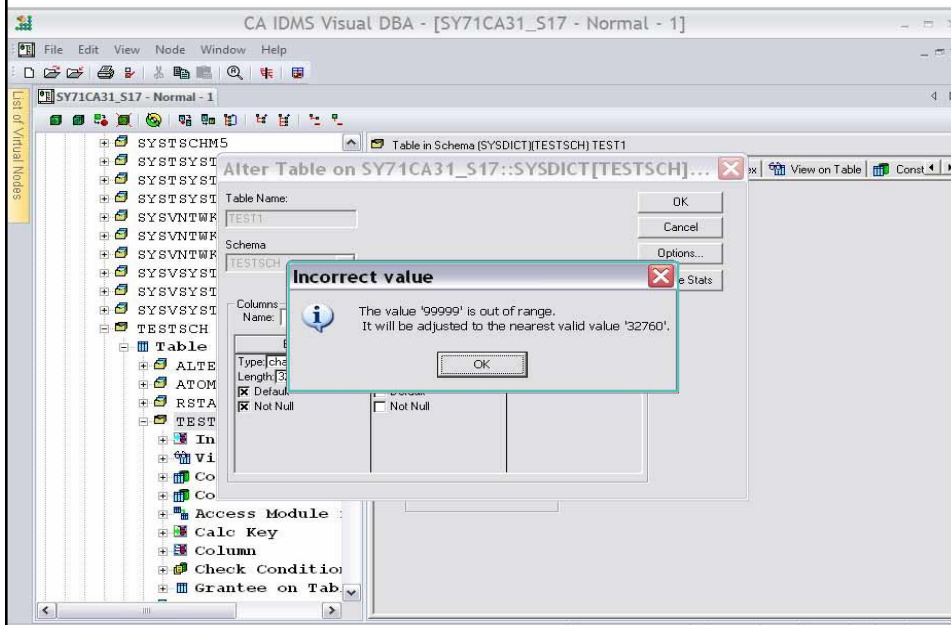 CA IDMS Visual DBA - [SY71CA31_S17 - Normal - 1]
File Edit View Node Window Help
List of Virtual Nodes
SY71CA31_S17 - Normal - 1
SYSTSCHM5
SYSTSYST
SYSTSYST
SYSTSYST
SYSVNTWK
SYSVNTWK
SYSVNTWK
SYSVSYST
SYSVSYST
SYSVSYST
TESTSCH
Table
ALTE
ATOM
RSTA
TEST
In
Vi
Co
Co
Access Module
Calc Key
Column
Check Conditio
Grantee on Tab
Table in Schema (SYSDICT)(TESTSCH) TEST1
ex View on Table Const
Alter Table on SY71CA31_S17::SYSDICT[TESTSCH]...
Table Name:
TEST1
Schema
TESTSCH
OK
Cancel
Options...
e Stats
Columns
Name:
Type: cha
Length: 32
Default
Not Null
Default
Not Null
Incorrect value
The value '99999' is out of range.
It will be adjusted to the nearest valid value '32760'.
OK